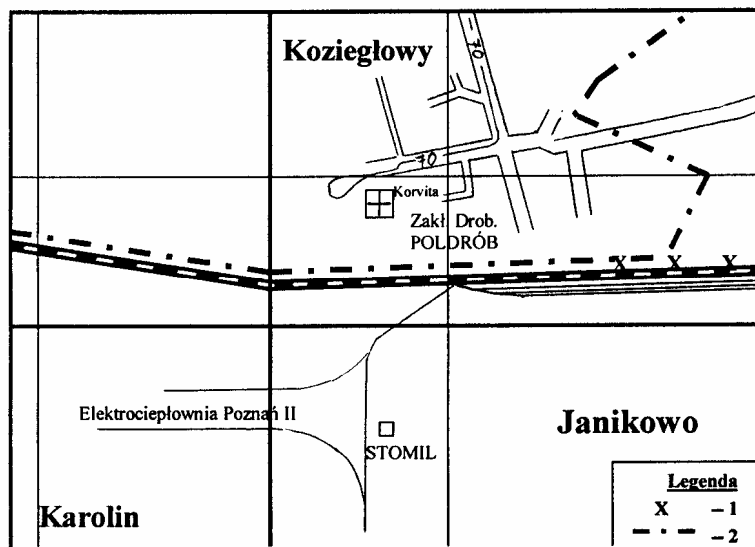 Koziegłowy
70
70
Korvita
Zakł. Drob.
POLDRÓB
X X X
Elektrociepłownia Poznań II
STOMIL
Janikowo
Karolin
Legenda
X – 1
– 2